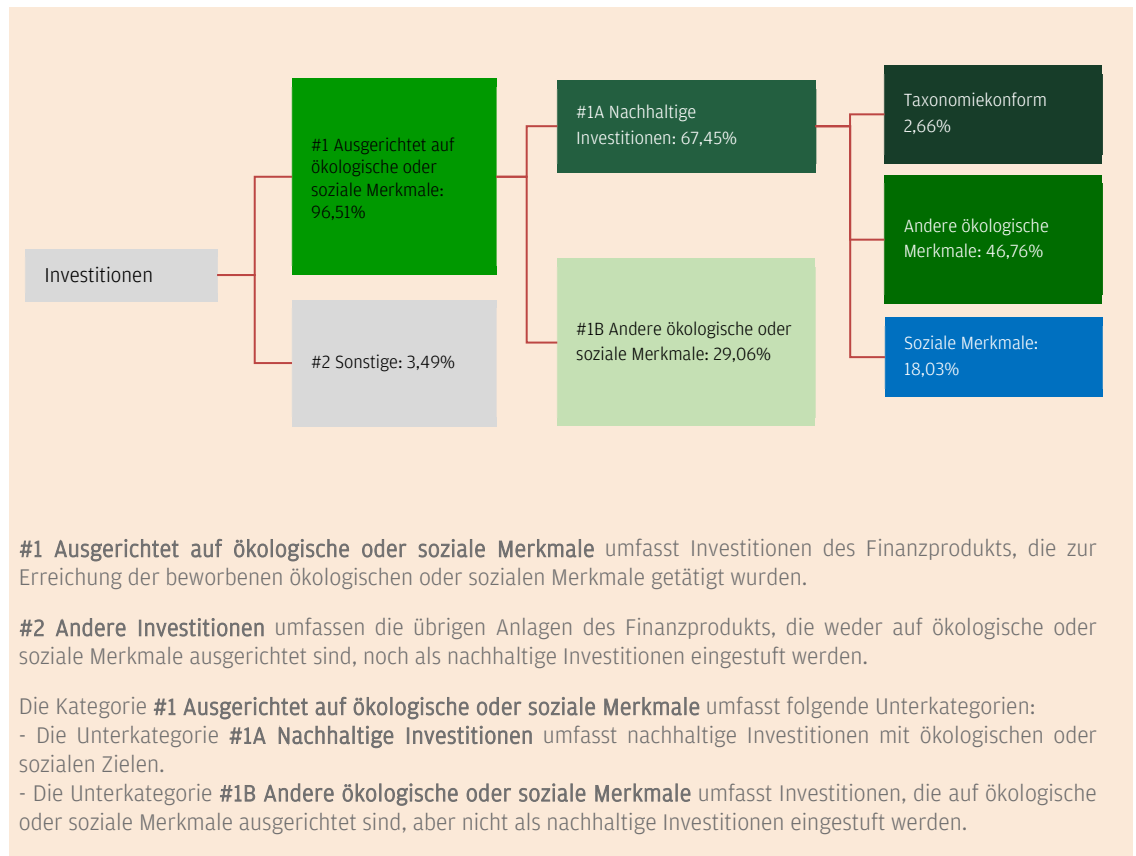 Investitionen
#1 Ausgerichtet auf
ökologische oder
soziale Merkmale:
96,51%
#2 Sonstige: 3,49%
#1A Nachhaltige
Investitionen: 67,45%
#1B Andere ökologische oder
soziale Merkmale: 29,06%
Taxonomiekonform
2,66%
Andere ökologische
Merkmale: 46,76%
Soziale Merkmale:
18,03%
#1 Ausgerichtet auf ökologische oder soziale Merkmale umfasst Investitionen des Finanzprodukts, die zur
Erreichung der beworbenen ökologischen oder sozialen Merkmale getätigt wurden.
#2 Andere Investitionen umfassen die übrigen Anlagen des Finanzprodukts, die weder auf ökologische oder
soziale Merkmale ausgerichtet sind, noch als nachhaltige Investitionen eingestuft werden.
Die Kategorie #1 Ausgerichtet auf ökologische oder soziale Merkmale umfasst folgende Unterkategorien:
- Die Unterkategorie #1A Nachhaltige Investitionen umfasst nachhaltige Investitionen mit ökologischen oder
sozialen Zielen.
- Die Unterkategorie #1B Andere ökologische oder soziale Merkmale umfasst Investitionen, die auf ökologische
oder soziale Merkmale ausgerichtet sind, aber nicht als nachhaltige Investitionen eingestuft werden.